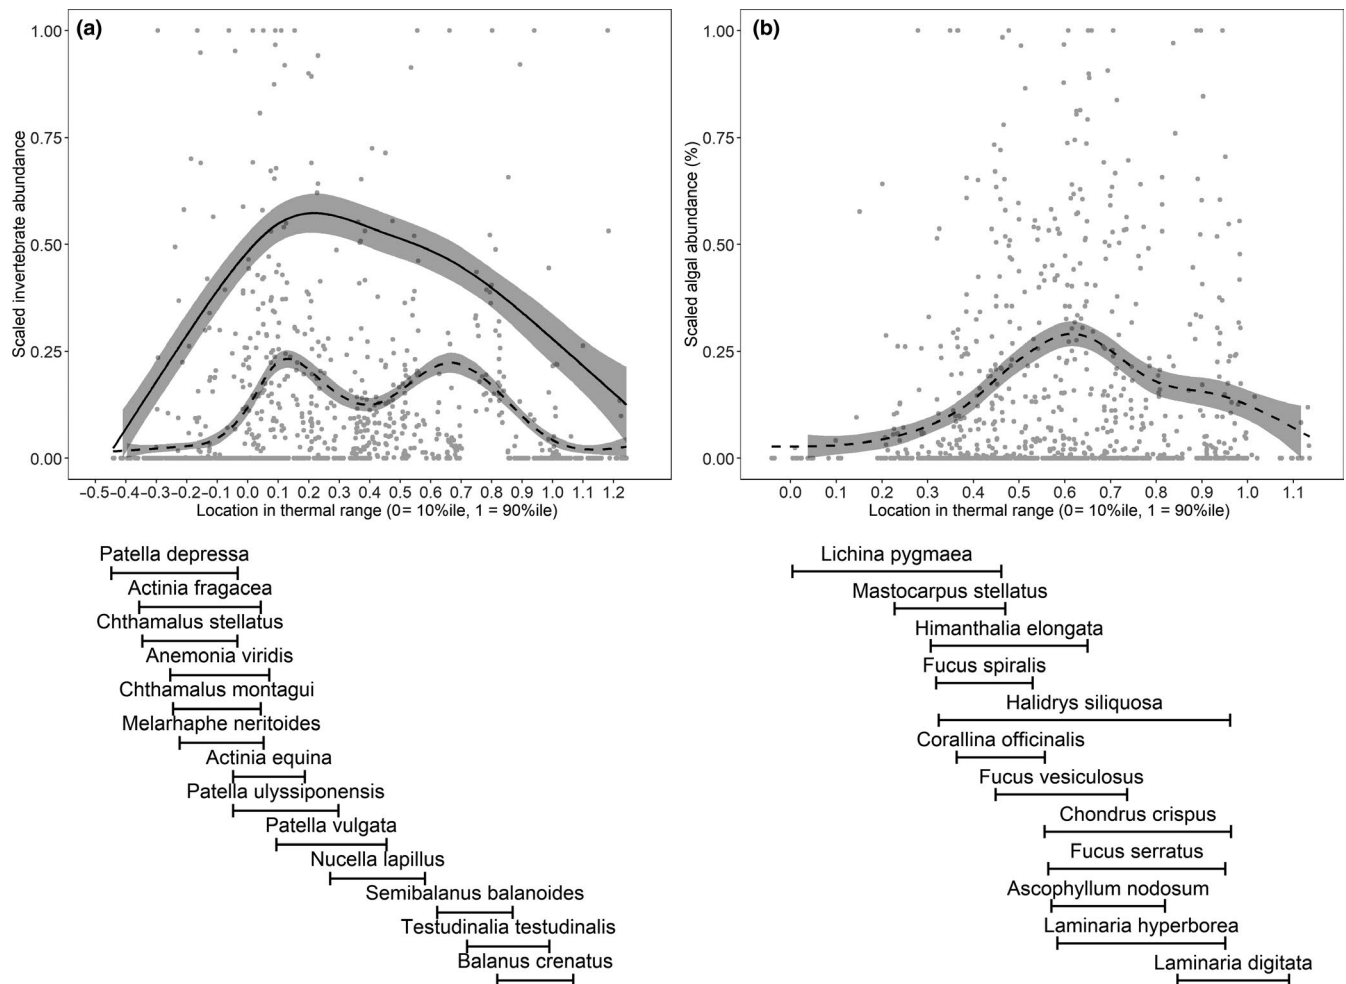 (a)
Scaled invertebrate abundance
1.00
0.75
0.50
0.25
0.00
−0.5 −0.4 −0.3 −0.2 −0.1 0.0 0.1 0.2 0.3 0.4 0.5 0.6 0.7 0.8 0.9 1.0 1.1 1.2
Location in thermal range (0= 10%ile, 1 = 90%ile)
Patella depressa
Actinia fragacea
Chthamalus stellatus
Anemonia viridis
Chthamalus montagui
Melarhaphe neritoides
Actinia equina
Patella ulyssiponensis
Patella vulgata
Nucella lapillus
Semibalanus balanoides
Testudinalia testudinalis
Balanus crenatus
(b)
Scaled algal abundance (%)
1.00
0.75
0.50
0.25
0.00
0.0 0.1 0.2 0.3 0.4 0.5 0.6 0.7 0.8 0.9 1.0 1.1
Location in thermal range (0= 10%ile, 1 = 90%ile)
Lichina pygmaea
Mastocarpus stellatus
Himanthalia elongata
Fucus spiralis
Halidrys siliquosa
Corallina officinalis
Fucus vesiculosus
Chondrus crispus
Fucus serratus
Ascophyllum nodosum
Laminaria hyperborea
Laminaria digitata